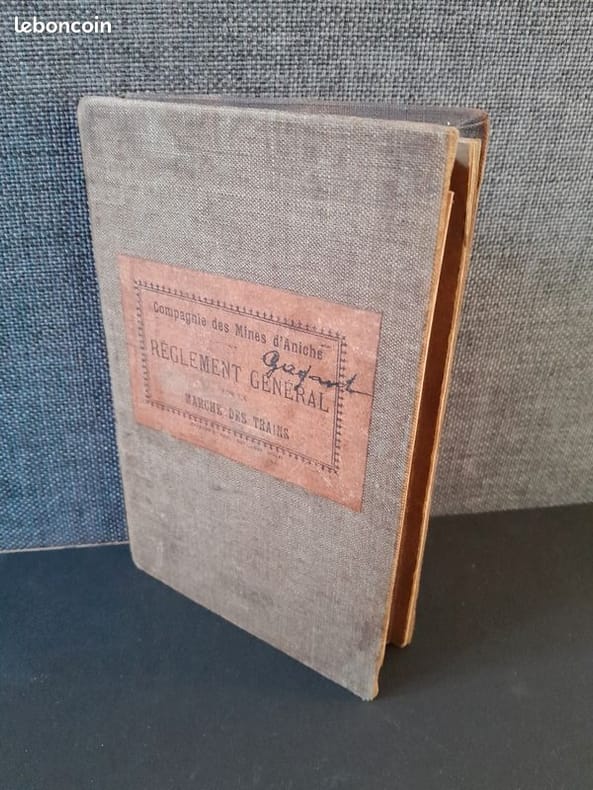 leboncoin
Compagnie des Mines d'Aniche
RÈGLEMENT GÉNÉRAL
MARCHE DES TRAINS